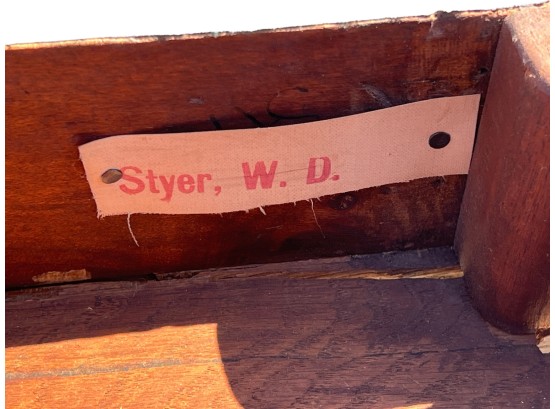 Styer, W. D.